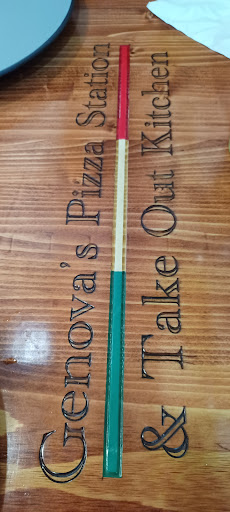 Genova's Pizza Station
& Take Out Kitchen